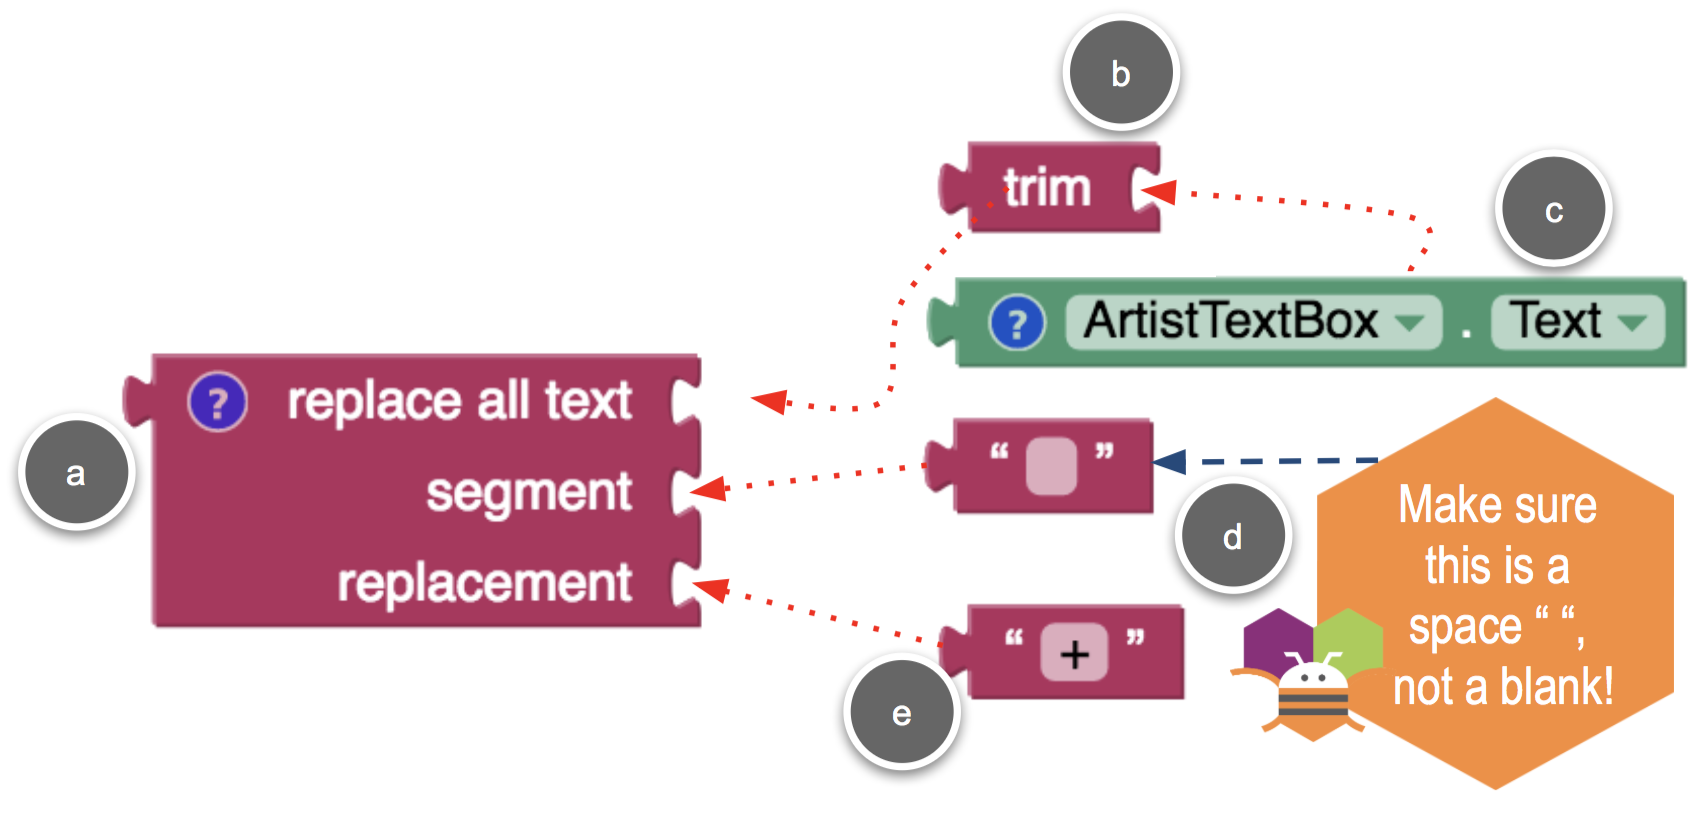 b
trim
c
? ArtistTextBox . Text
? replace all text
a
segment
“ ”
d
Make sure
this is a
space “ “,
not a blank!
replacement
“ + ”
e